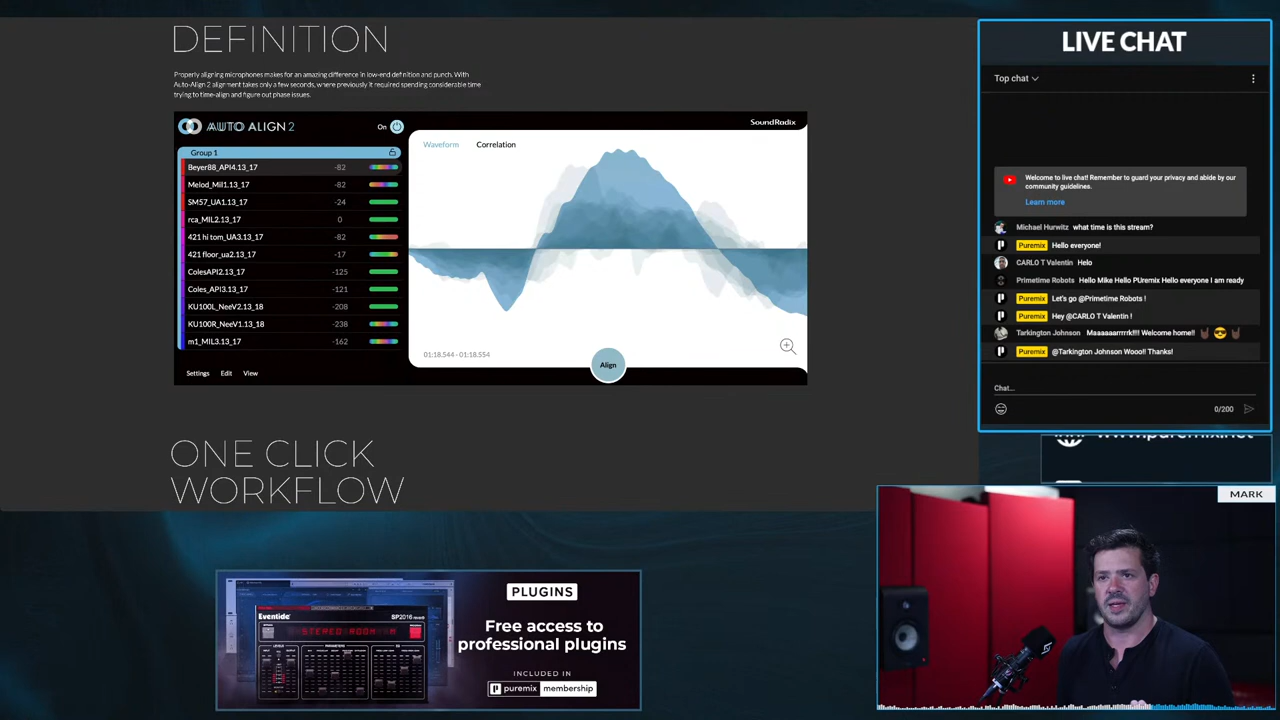 DEFINITION
Properly aligning microphones makes for an amazing difference in low-end definition and punch. With
Auto-Align 2 alignment takes only a few seconds, where previously it required spending considerable time
trying to time-align and figure out phase issues.
AUTO ALIGN 2
On
SoundRadix
Group 1
Waveform
Correlation
Beyer88_API4.13_17 -82
Melod_Mil1.13_17 -82
SM57_UA1.13_17 -24
rca_MIL2.13_17 0
421 hi tom_UA3.13_17 -82
421 floor_ua2.13_17 -17
ColesAPI2.13_17 -125
Coles_API3.13_17 -121
KU100L_NeeV2.13_18 -208
KU100R_NeeV1.13_18 -238
m1_MIL3.13_17 -162
01:18.544 - 01:18.554
Align
Settings Edit View
ONE CLICK
WORKFLOW
LIVE CHAT
Top chat
Welcome to live chat! Remember to guard your privacy and abide by our
community guidelines.
Learn more
Michael Hurwitz what time is this stream?
Puremix Hello everyone!
CARLO T Valentin Helo
Primetime Robots Hello Mike Hello PUremix Hello everyone I am ready
Puremix Let's go @Primetime Robots !
Puremix Hey @CARLO T Valentin !
Tarkington Johnson Maaaaaarrrrrk!!!! Welcome home!!
Puremix @Tarkington Johnson Wooo!! Thanks!
Chat...
0/200
www.puremix.net
MARK
Eventide
SP2016 reverb
STEREO ROOM
PLUGINS
Free access to
professional plugins
INCLUDED IN
puremix membership